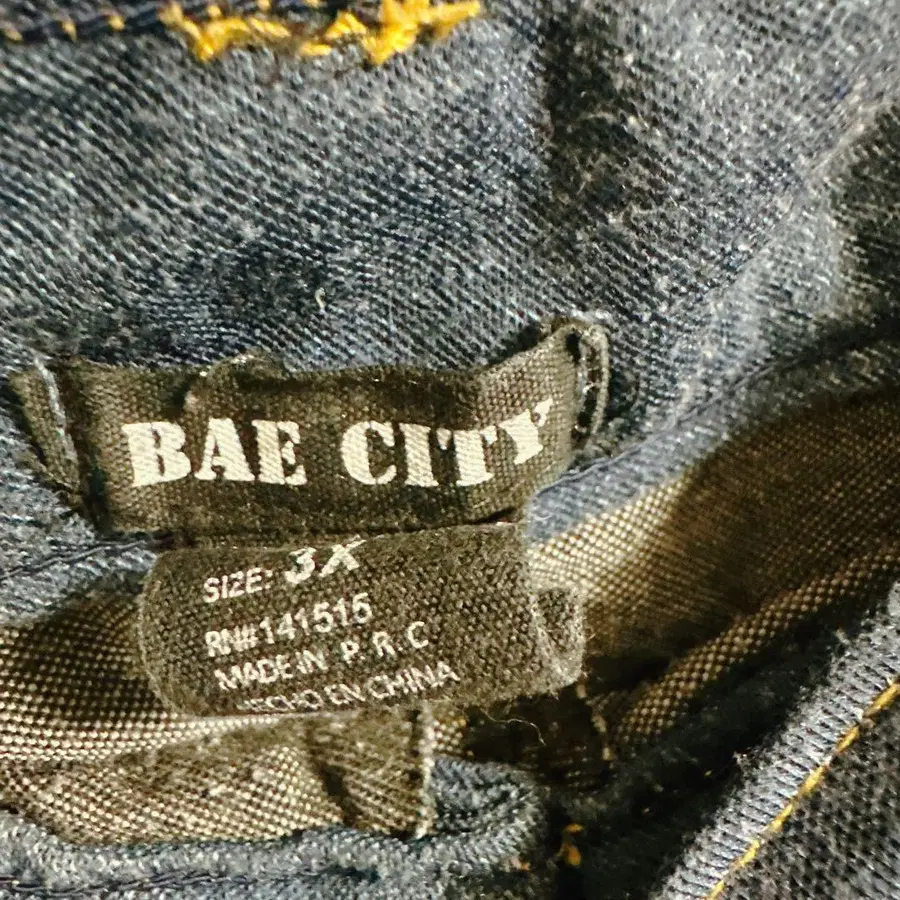 BAE CITY
SIZE: 3X
RN# 141515
MADE IN P.R.C
HECHO EN CHINA